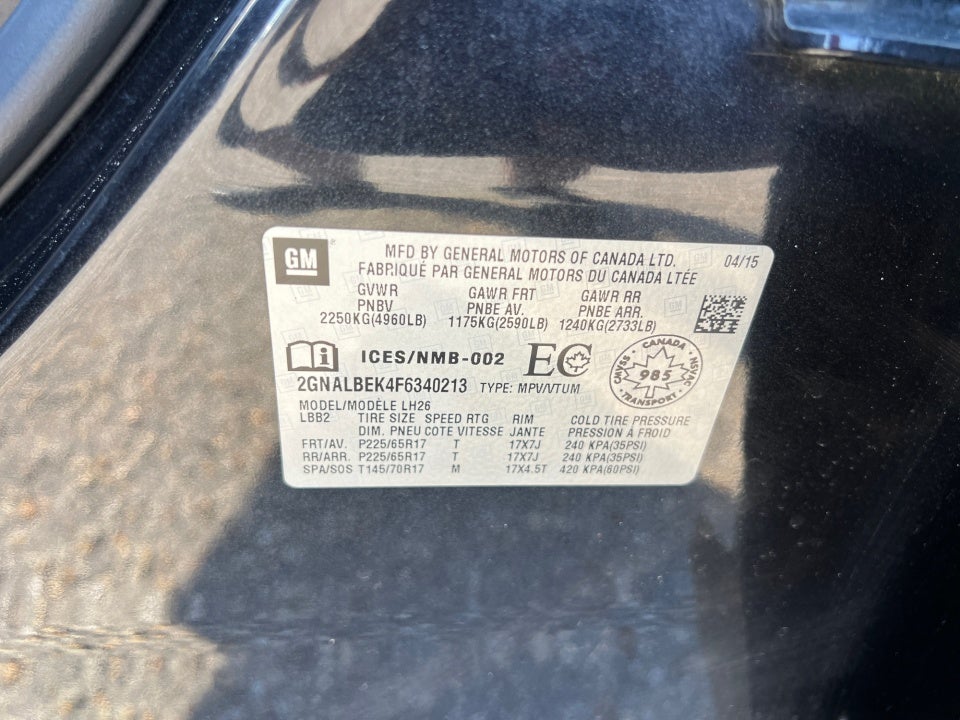 GM
MFD BY GENERAL MOTORS OF CANADA LTD. 04/15
FABRIQUÉ PAR GENERAL MOTORS DU CANADA LTÉE
GVWR GAWR FRT GAWR RR
PNBV PNBE AV. PNBE ARR.
2250KG(4960LB) 1175KG(2590LB) 1240KG(2733LB)
i ICES/NMB-002 EC
CANADA
CMVSS 985 NSVAC
TRANSPORT
2GNALBEK4F6340213 TYPE: MPV/VTUM
MODEL/MODÈLE LH26
LBB2 TIRE SIZE SPEED RTG RIM COLD TIRE PRESSURE
DIM. PNEU COTE VITESSE JANTE PRESSION À FROID
FRT/AV. P225/65R17 T 17X7J 240 KPA(35PSI)
RR/ARR. P225/65R17 T 17X7J 240 KPA(35PSI)
SPA/SOS T145/70R17 M 17X4.5T 420 KPA(60PSI)